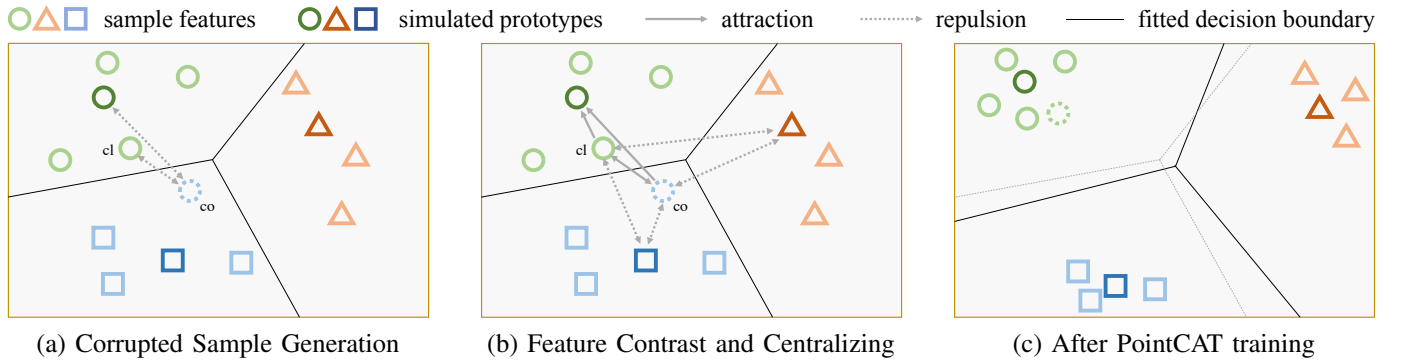 sample features simulated prototypes attraction repulsion fitted decision boundary
cl
co
cl
co
(a) Corrupted Sample Generation (b) Feature Contrast and Centralizing (c) After PointCAT training